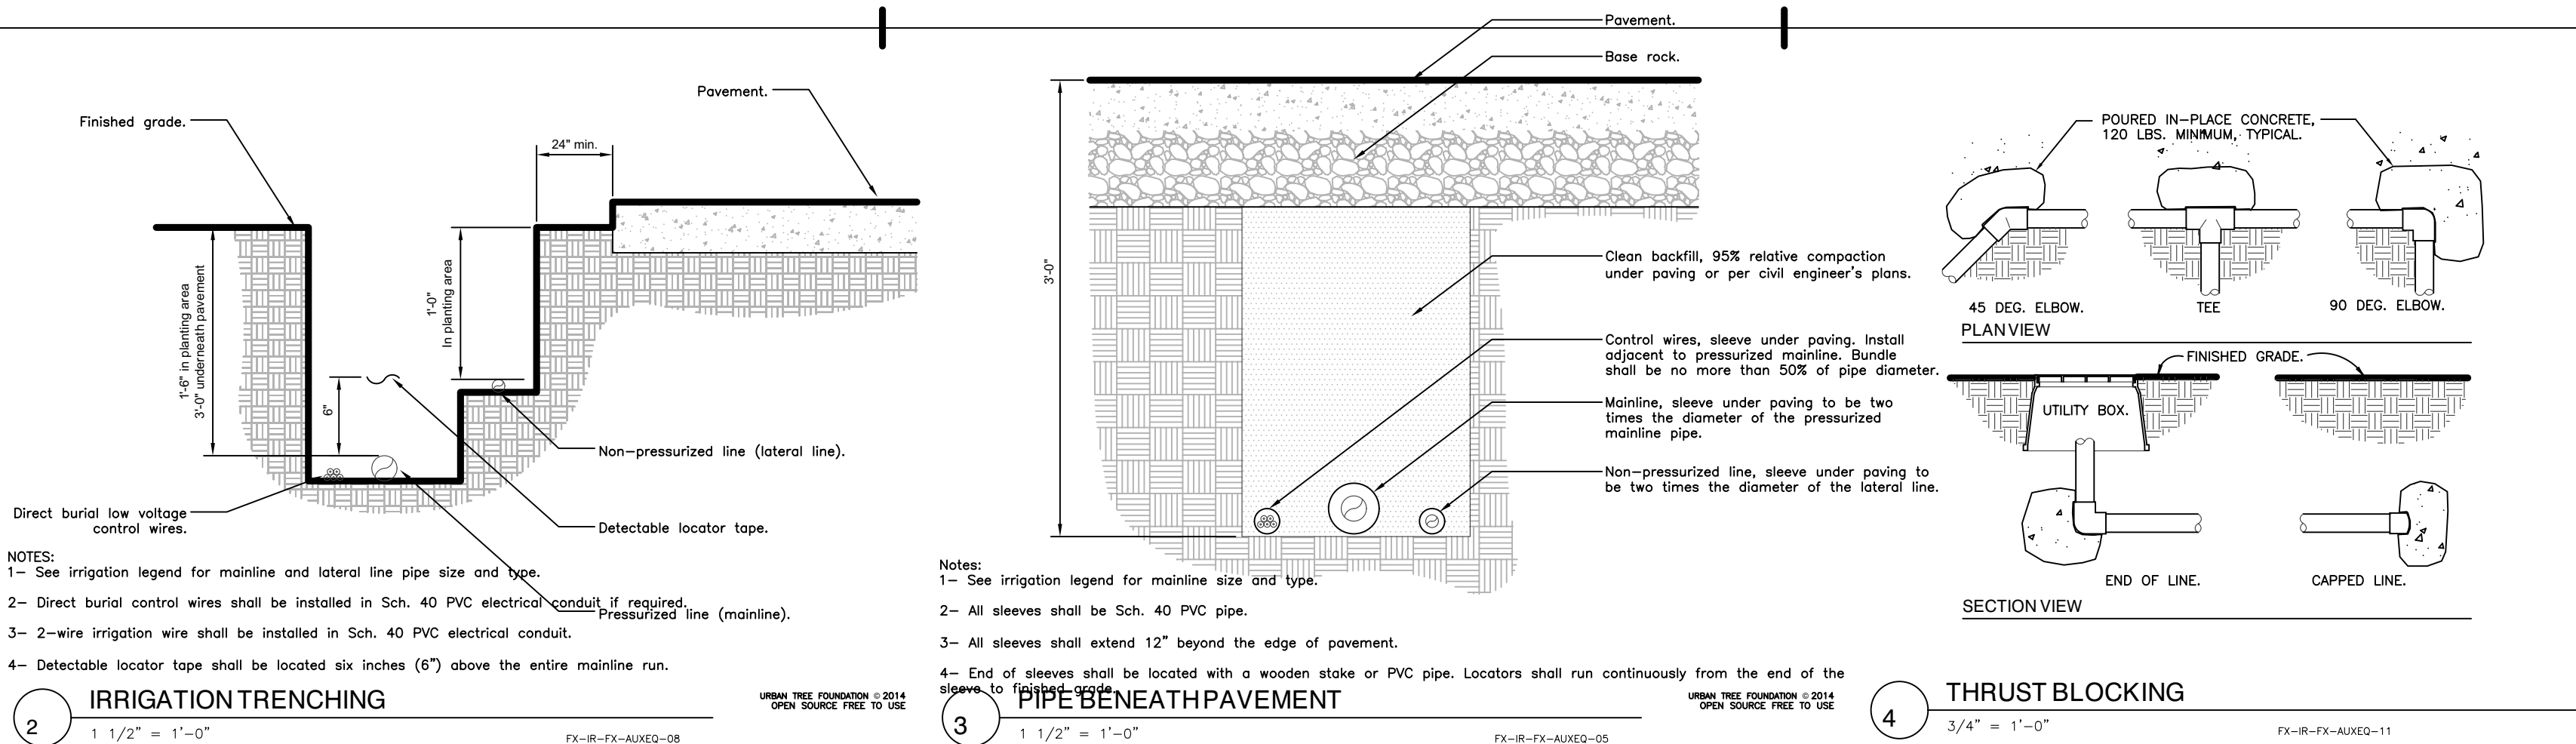 Finished grade.
Pavement.
24" min.
1'-6" in planting area
3'-0" underneath pavement
1'-0"
In planting area
6"
Non-pressurized line (lateral line).
Direct burial low voltage
control wires.
Detectable locator tape.
Pressurized line (mainline).
NOTES:
1- See irrigation legend for mainline and lateral line pipe size and type.
2- Direct burial control wires shall be installed in Sch. 40 PVC electrical conduit if required.
3- 2-wire irrigation wire shall be installed in Sch. 40 PVC electrical conduit.
4- Detectable locator tape shall be located six inches (6") above the entire mainline run.
2
IRRIGATION TRENCHING
1 1/2" = 1'-0"
FX-IR-FX-AUXEQ-08
URBAN TREE FOUNDATION © 2014
OPEN SOURCE FREE TO USE
Pavement.
Base rock.
3'-0"
Clean backfill, 95% relative compaction
under paving or per civil engineer's plans.
Control wires, sleeve under paving. Install
adjacent to pressurized mainline. Bundle
shall be no more than 50% of pipe diameter.
Mainline, sleeve under paving to be two
times the diameter of the pressurized
mainline pipe.
Non-pressurized line, sleeve under paving to
be two times the diameter of the lateral line.
Notes:
1- See irrigation legend for mainline size and type.
2- All sleeves shall be Sch. 40 PVC pipe.
3- All sleeves shall extend 12" beyond the edge of pavement.
4- End of sleeves shall be located with a wooden stake or PVC pipe. Locators shall run continuously from the end of the
sleeve to finished grade.
3
PIPE BENEATH PAVEMENT
1 1/2" = 1'-0"
FX-IR-FX-AUXEQ-05
URBAN TREE FOUNDATION © 2014
OPEN SOURCE FREE TO USE
POURED IN-PLACE CONCRETE,
120 LBS. MINIMUM, TYPICAL.
45 DEG. ELBOW.
TEE
90 DEG. ELBOW.
PLAN VIEW
FINISHED GRADE.
UTILITY BOX.
END OF LINE.
CAPPED LINE.
SECTION VIEW
4
THRUST BLOCKING
3/4" = 1'-0"
FX-IR-FX-AUXEQ-11